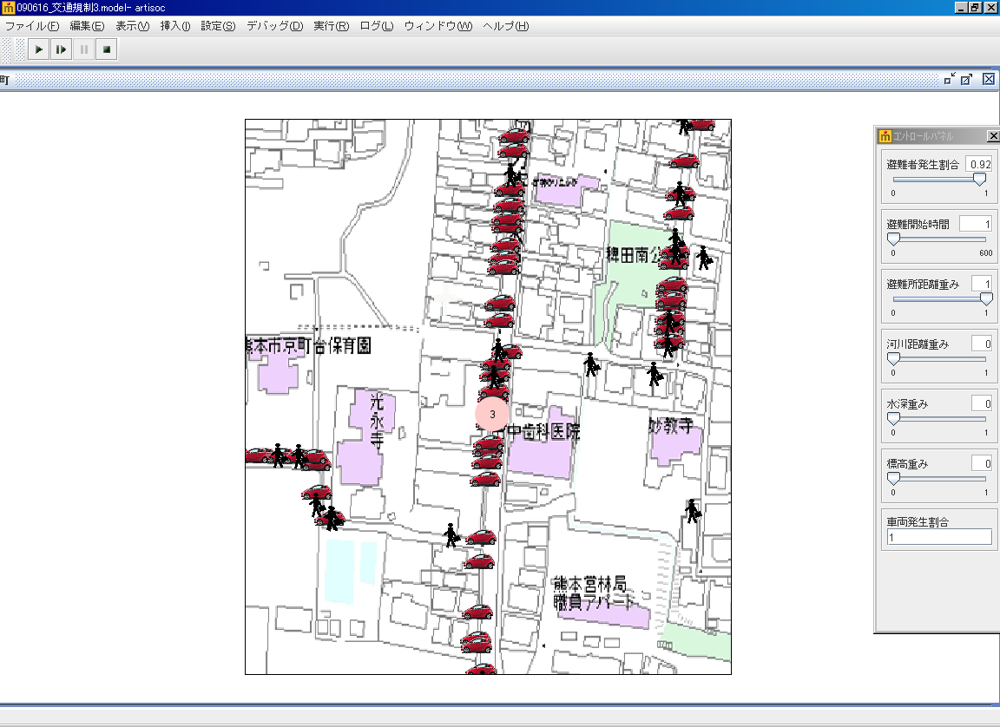 090616_交通規制3.model- artisoc
ファイル(F) 編集(E) 表示(V) 挿入(I) 設定(S) デバッグ(D) 実行(R) ログ(L) ウィンドウ(W) ヘルプ(H)
町
コントロールパネル
避難者発生割合 0.92
0 1
避難開始時間 1
0 600
避難所距離重み 1
0 1
河川距離重み 0
0 1
水深重み 0
0 1
標高重み 0
0 1
車両発生割合
1
稗田南公
熊本市京町台保育園
光永寺
3
中歯科医院
妙教寺
熊本営林局
職員アパート